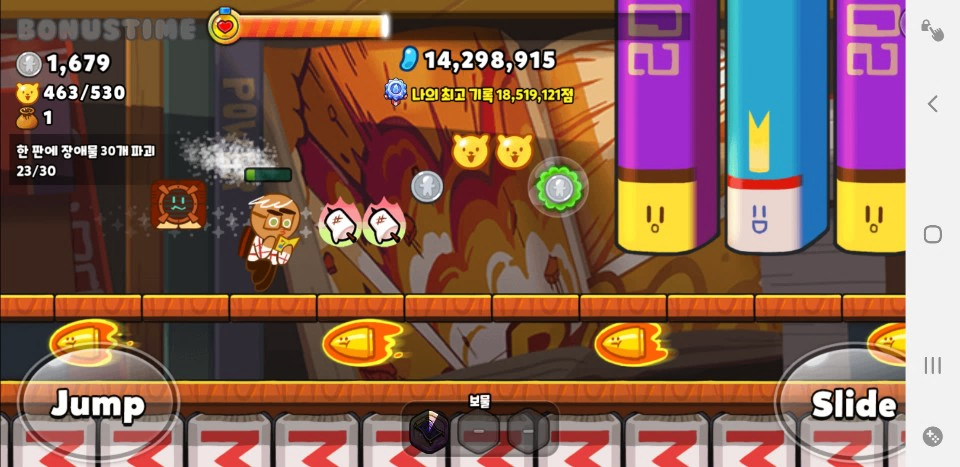 BONUSTIME
1,679
14,298,915
463/530
나의 최고 기록 18,519,121점
1
한 판에 장애물 30개 파괴
23/30
Jump
보물
Slide